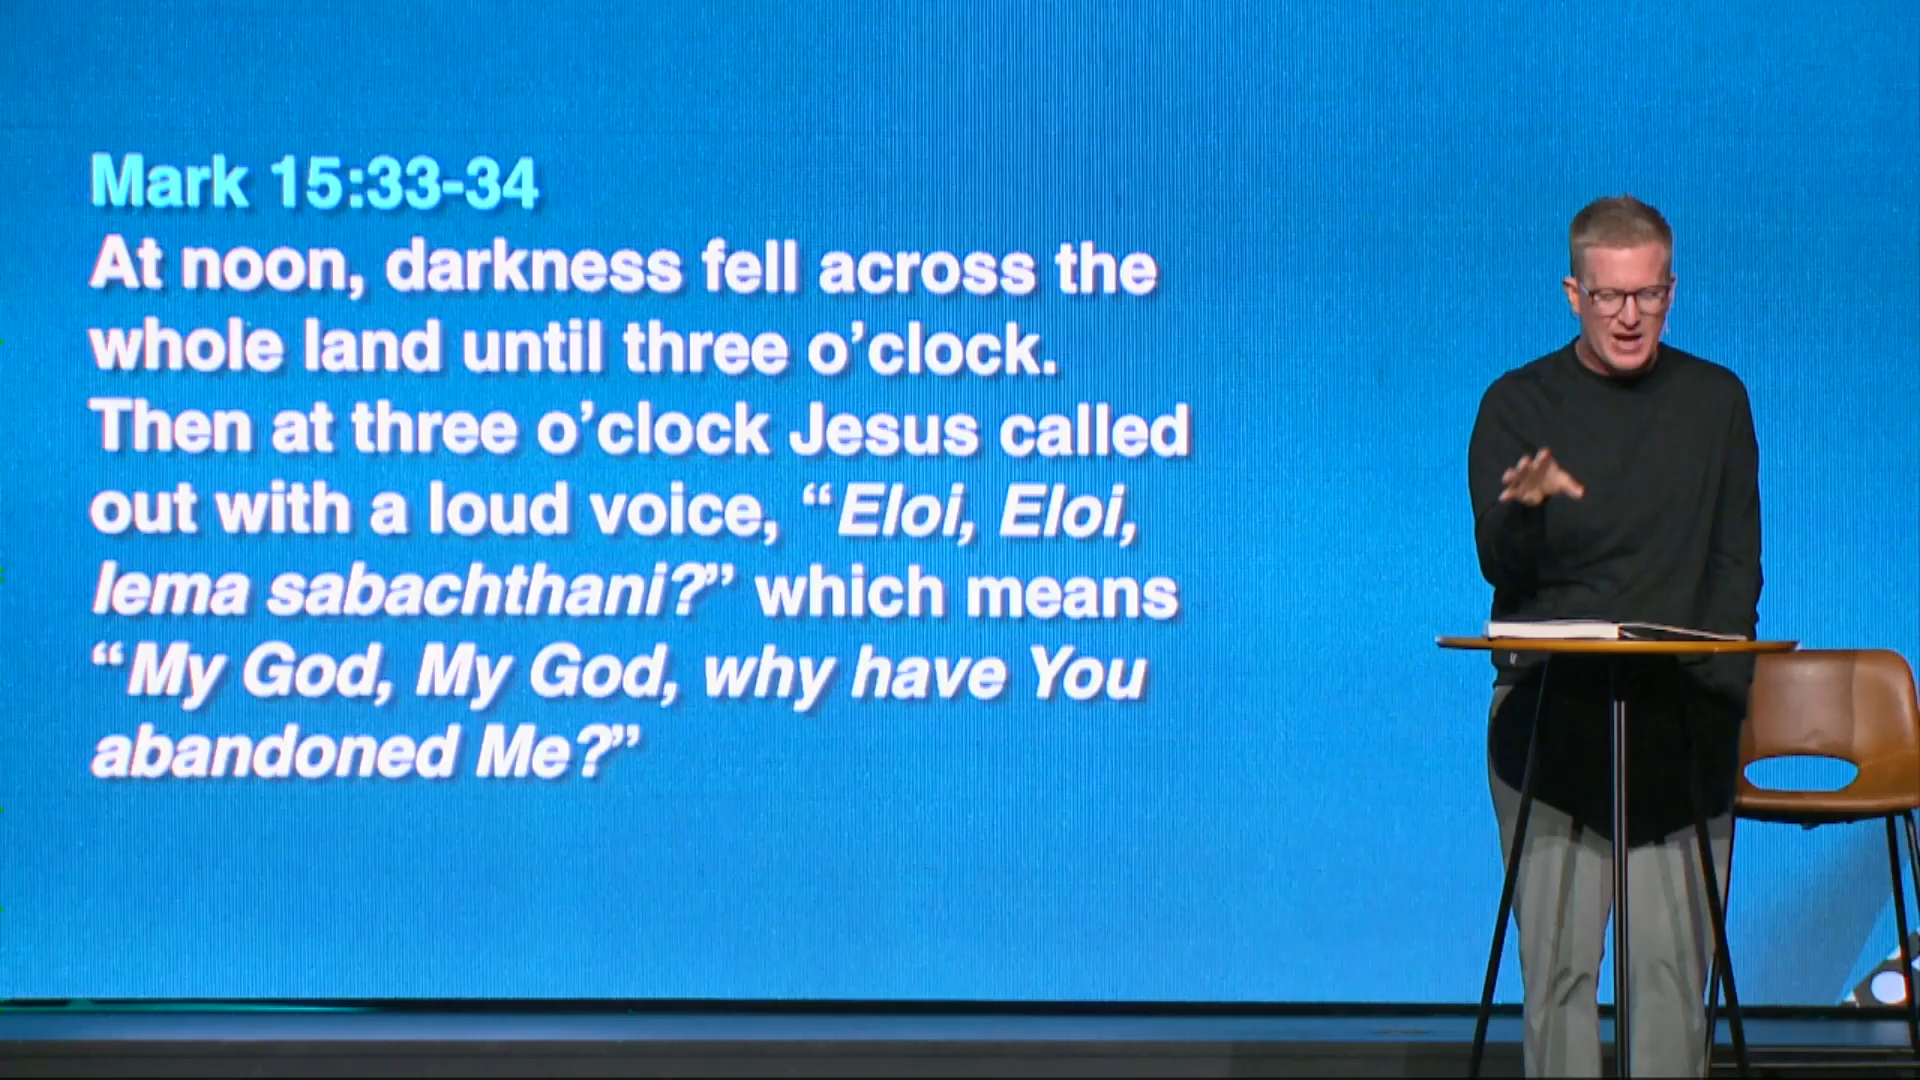 Mark 15:33-34
At noon, darkness fell across the
whole land until three o’clock.
Then at three o’clock Jesus called
out with a loud voice, “Eloi, Eloi,
lema sabachthani?” which means
“My God, My God, why have You
abandoned Me?”